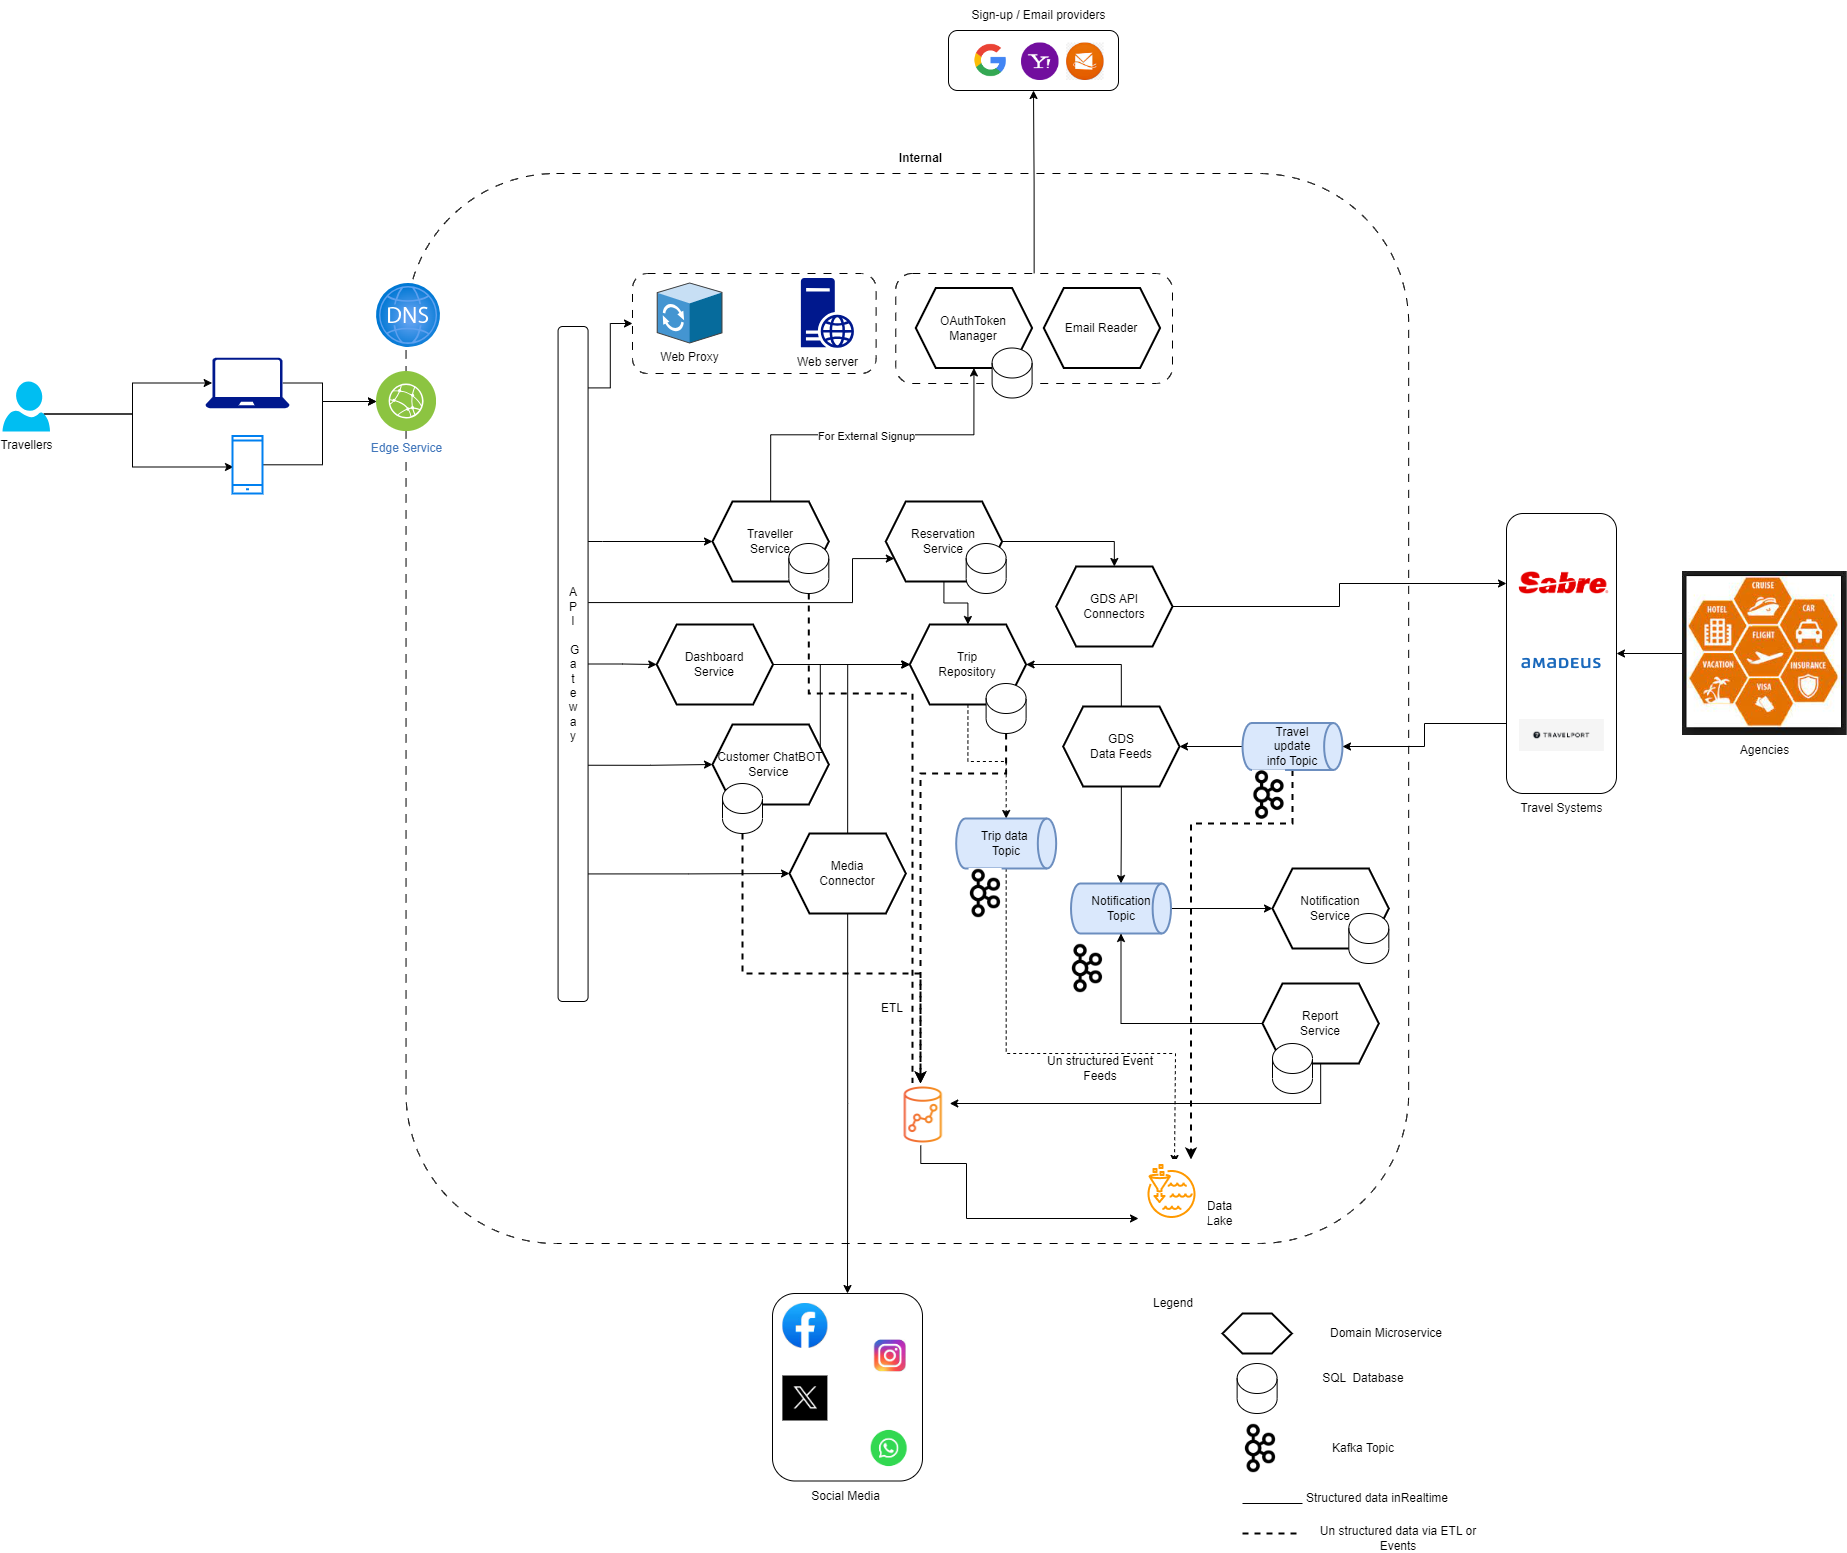 Sign-up / Email providers
Y!
Internal
DNS
Edge Service
Travellers
Web Proxy
Web server
OAuthToken
Manager
Email Reader
For External Signup
A
P
I
G
a
t
e
w
a
y
Traveller
Service
Reservation
Service
GDS API
Connectors
Dashboard
Service
Trip
Repository
Customer ChatBOT
Service
GDS
Data Feeds
Travel
update
info Topic
Sabre
amadeus
TRAVELPORT
Travel Systems
CRUISE
HOTEL
CAR
FLIGHT
VACATION
INSURANCE
VISA
Agencies
Trip data
Topic
Media
Connector
Notification
Topic
Notification
Service
ETL
Report
Service
Un structured Event
Feeds
Data
Lake
Social Media
Legend
Domain Microservice
SQL  Database
Kafka Topic
Structured data inRealtime
Un structured data via ETL or
Events